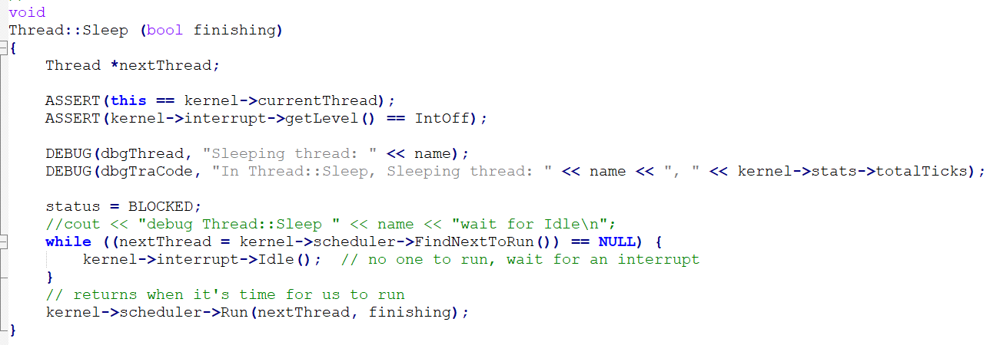 void
Thread::Sleep (bool finishing)
{
    Thread *nextThread;

    ASSERT(this == kernel->currentThread);
    ASSERT(kernel->interrupt->getLevel() == IntOff);

    DEBUG(dbgThread, "Sleeping thread: " << name);
    DEBUG(dbgTraCode, "In Thread::Sleep, Sleeping thread: " << name << ", " << kernel->stats->totalTicks);

    status = BLOCKED;
    //cout << "debug Thread::Sleep " << name << "wait for Idle\n";
    while ((nextThread = kernel->scheduler->FindNextToRun()) == NULL) {
        kernel->interrupt->Idle();  // no one to run, wait for an interrupt
    }
    // returns when it's time for us to run
    kernel->scheduler->Run(nextThread, finishing);
}